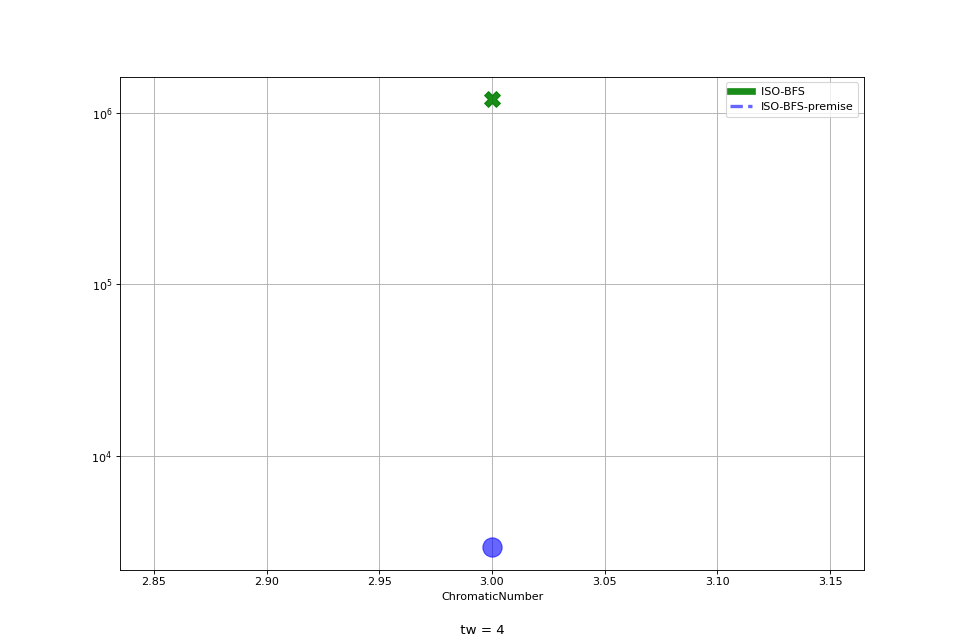 ISO-BFS
ISO-BFS-premise
10⁶
10⁵
10⁴
2.85 2.90 2.95 3.00 3.05 3.10 3.15
ChromaticNumber
tw = 4